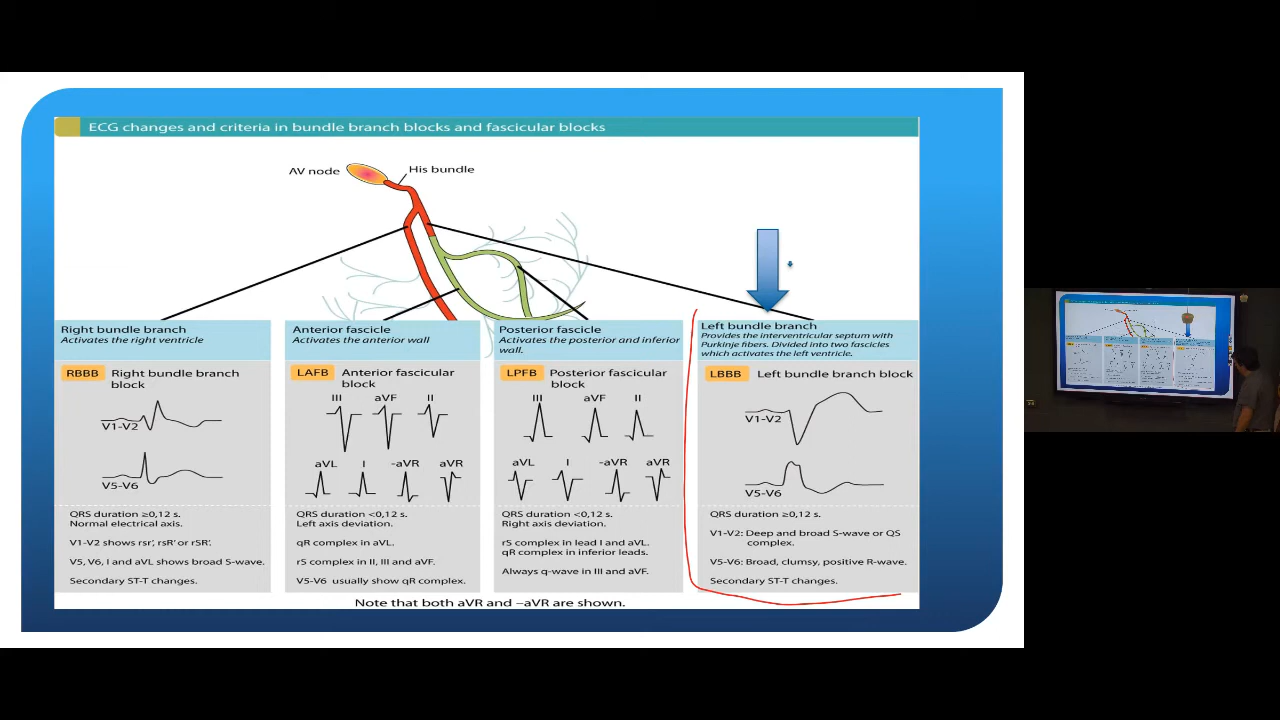 ECG changes and criteria in bundle branch blocks and fascicular blocks
AV node
His bundle
Right bundle branch
Activates the right ventricle
RBBB Right bundle branch
block
V1-V2
V5-V6
QRS duration ≥0,12 s.
Normal electrical axis.
V1-V2 shows rsr', rsR' or rSR'.
V5, V6, I and aVL shows broad S-wave.
Secondary ST-T changes.
Anterior fascicle
Activates the anterior wall
LAFB Anterior fascicular
block
III aVF II
aVL I -aVR aVR
QRS duration <0,12 s.
Left axis deviation.
qR complex in aVL.
rS complex in II, III and aVF.
V5-V6 usually show qR complex.
Posterior fascicle
Activates the posterior and inferior
wall.
LPFB Posterior fascicular
block
III aVF II
aVL I -aVR aVR
QRS duration <0,12 s.
Right axis deviation.
rS complex in lead I and aVL.
qR complex in inferior leads.
Always q-wave in III and aVF.
Left bundle branch
Provides the interventricular septum with
Purkinje fibers. Divided into two fascicles
which activates the left ventricle.
LBBB Left bundle branch block
V1-V2
V5-V6
QRS duration ≥0,12 s.
V1-V2: Deep and broad S-wave or QS
complex.
V5-V6: Broad, clumsy, positive R-wave.
Secondary ST-T changes.
Note that both aVR and −aVR are shown.